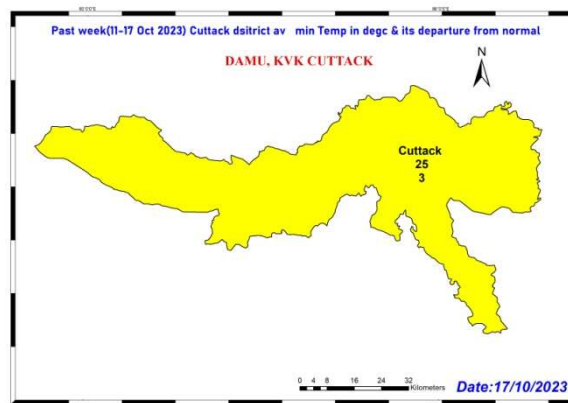 Past week(11-17 Oct 2023) Cuttack dsitrict av min Temp in degc & its departure from normal
DAMU, KVK CUTTACK
N
Cuttack
25
3
0 4 8 16 24 32
Kilometers
Date:17/10/2023